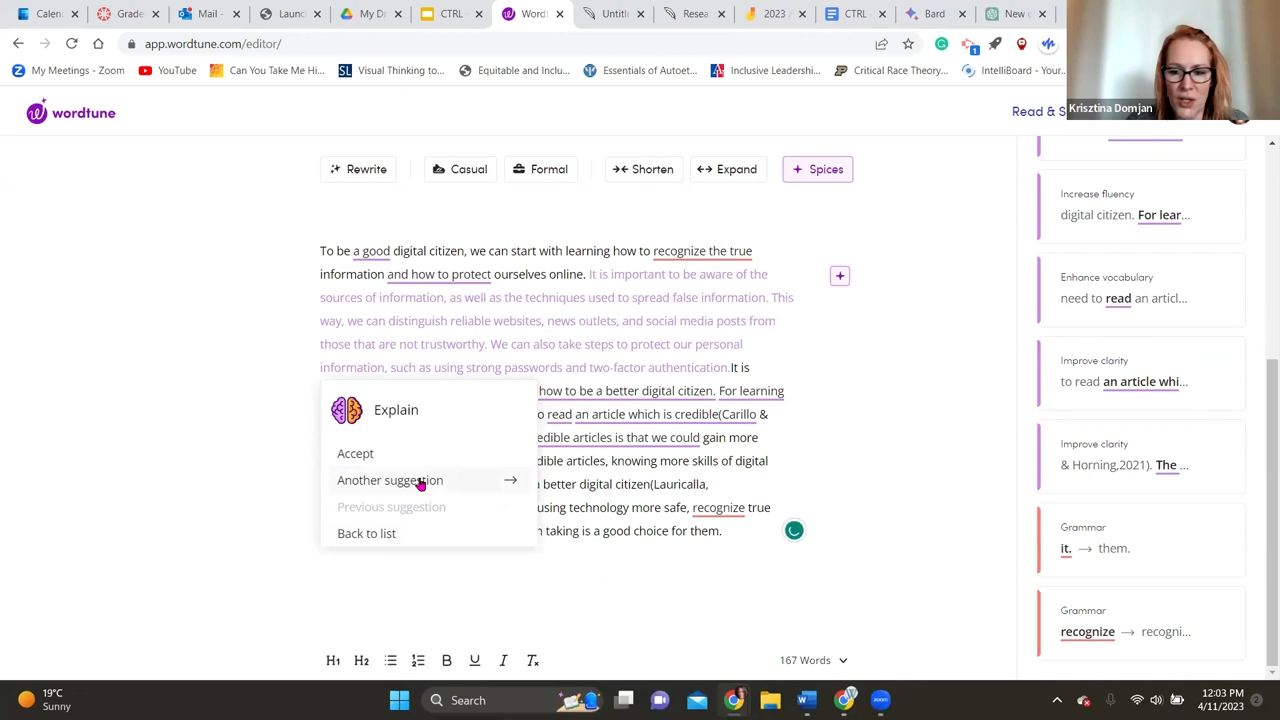 Calend
Grade
Mail -
Launc
My Dr
CTRL -
Wordt
Untitle
Resea
2023 A
CTRL -
Bard
New c
app.wordtune.com/editor/
1
My Meetings - Zoom
YouTube
Can You Take Me Hi...
Visual Thinking to...
Equitable and Inclu...
Essentials of Autoet...
Inclusive Leadershi...
Critical Race Theory...
IntelliBoard - Your...
Krisztina Domjan
wordtune
Read & S
Rewrite
Casual
Formal
Shorten
Expand
Spices
To be a good digital citizen, we can start with learning how to recognize the true
information and how to protect ourselves online. It is important to be aware of the
sources of information, as well as the techniques used to spread false information. This
way, we can distinguish reliable websites, news outlets, and social media posts from
those that are not trustworthy. We can also take steps to protect our personal
information, such as using strong passwords and two-factor authentication.It is
how to be a better digital citizen. For learning
o read an article which is credible(Carillo &
edible articles is that we could gain more
dible articles, knowing more skills of digital
better digital citizen(Lauricalla,
using technology more safe, recognize true
n taking is a good choice for them.
Explain
Accept
Another suggestion
Previous suggestion
Back to list
Increase fluency
digital citizen. For lear...
Enhance vocabulary
need to read an articl...
Improve clarity
to read an article whi...
Improve clarity
& Horning,2021). The ...
Grammar
it. → them.
Grammar
recognize → recogni...
H1 H2 B U I Tx
167 Words
19°C
Sunny
Search
12:03 PM
4/11/2023
2